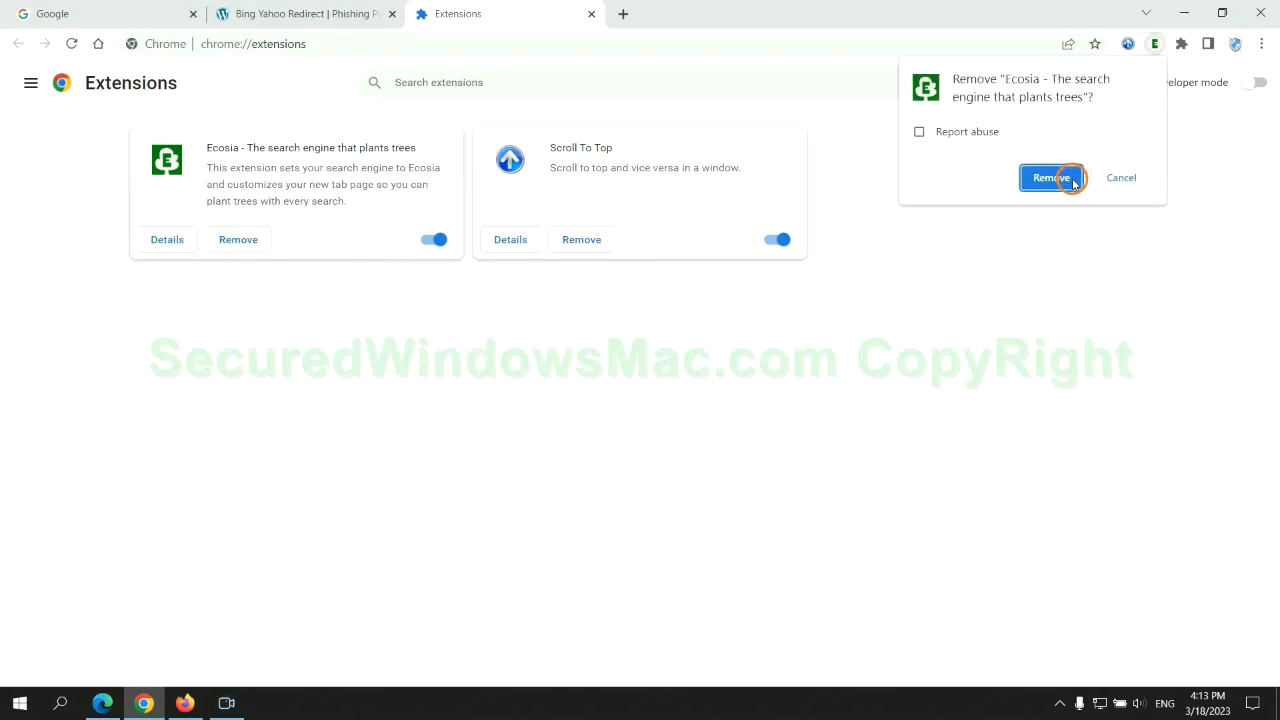 Google
Bing Yahoo Redirect | Phishing Po
Extensions
Chrome | chrome://extensions
Extensions
Search extensions
veloper mode
Remove "Ecosia - The search
engine that plants trees"?
Report abuse
Remove
Cancel
Ecosia - The search engine that plants trees
This extension sets your search engine to Ecosia
and customizes your new tab page so you can
plant trees with every search.
Details
Remove
Scroll To Top
Scroll to top and vice versa in a window.
Details
Remove
SecuredWindowsMac.com CopyRight
ENG
4:13 PM
3/18/2023